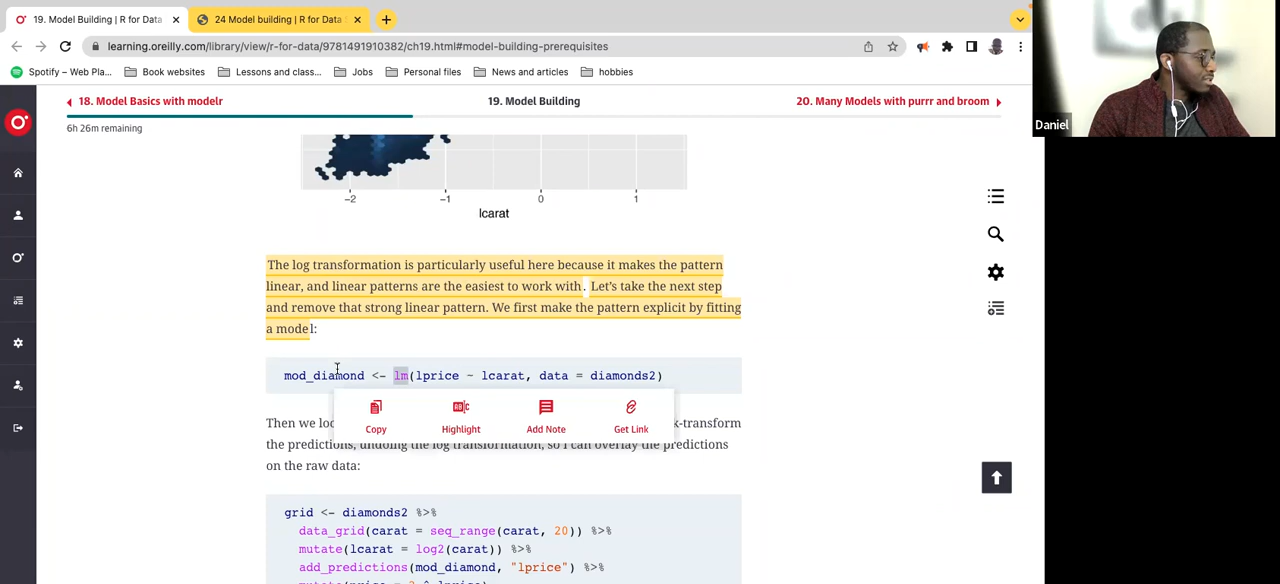 19. Model Building | R for Data
24 Model building | R for Data
learning.oreilly.com/library/view/r-for-data/9781491910382/ch19.html#model-building-prerequisites
Spotify – Web Pla...
Book websites
Lessons and class...
Jobs
Personal files
News and articles
hobbies
Daniel
18. Model Basics with modelr
19. Model Building
20. Many Models with purrr and broom
6h 26m remaining
−2
−1
0
1
lcarat
The log transformation is particularly useful here because it makes the pattern
linear, and linear patterns are the easiest to work with. Let’s take the next step
and remove that strong linear pattern. We first make the pattern explicit by fitting
a model:
mod_diamond <- lm(lprice ~ lcarat, data = diamonds2)
Copy
Highlight
Add Note
Get Link
Then we
k-transform
the predictions, undoing the log transformation, so I can overlay the predictions
on the raw data:
grid <- diamonds2 %>%
data_grid(carat = seq_range(carat, 20)) %>%
mutate(lcarat = log2(carat)) %>%
add_predictions(mod_diamond, "lprice") %>%